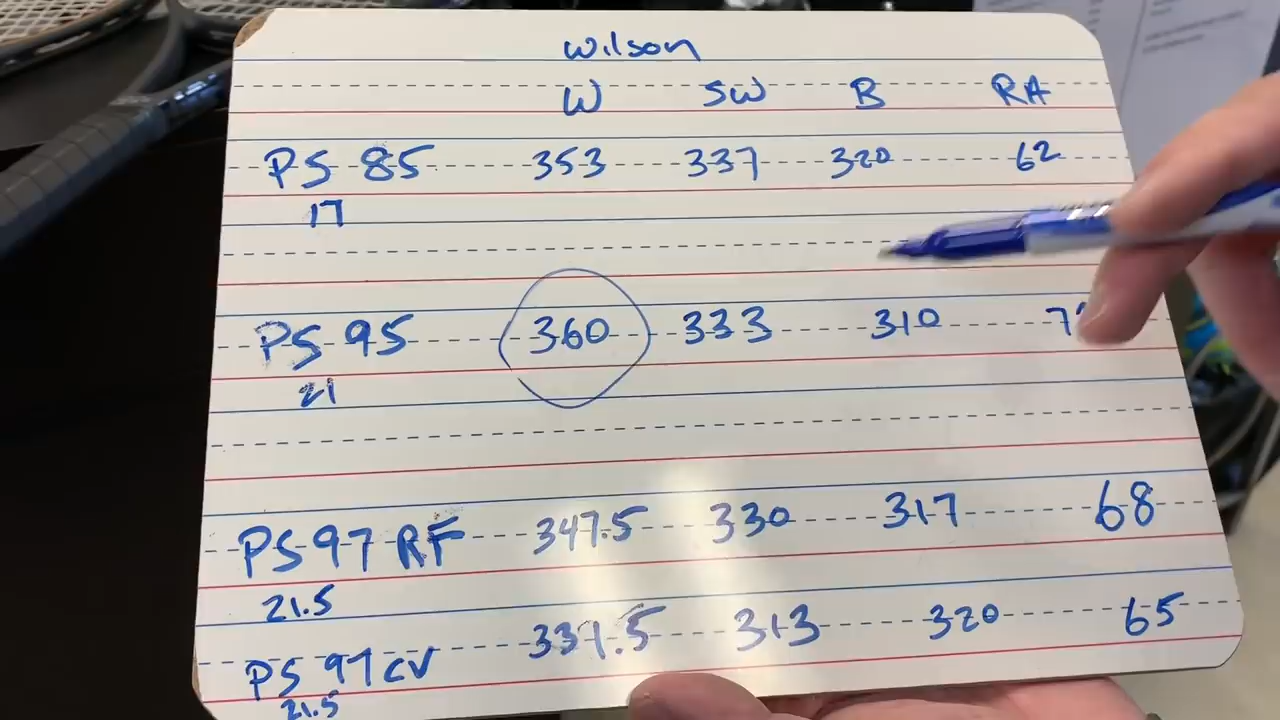 Wilson
W SW B RA
PS 85 353 337 320 62
17
PS 95 360 333 310
21
PS 97 RF 347.5 330 317 68
21.5
PS 97 CV 331.5 313 320 65
21.5